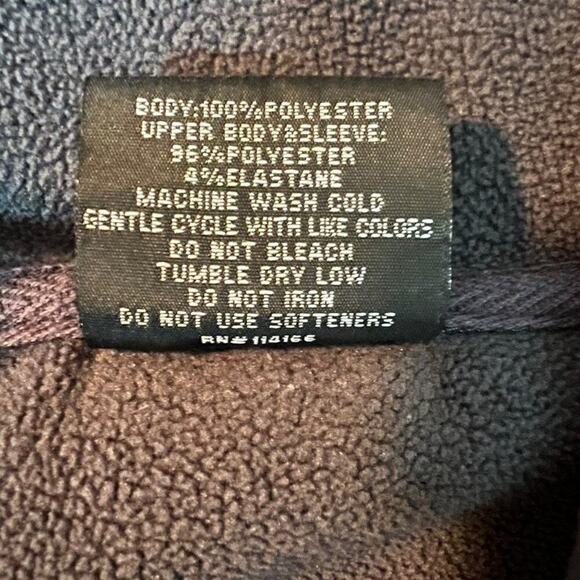 BODY:100%POLYESTER
UPPER BODY&SLEEVE:
96%POLYESTER
4%ELASTANE
MACHINE WASH COLD
GENTLE CYCLE WITH LIKE COLORS
DO NOT BLEACH
TUMBLE DRY LOW
DO NOT IRON
DO NOT USE SOFTENERS
RN# 114166